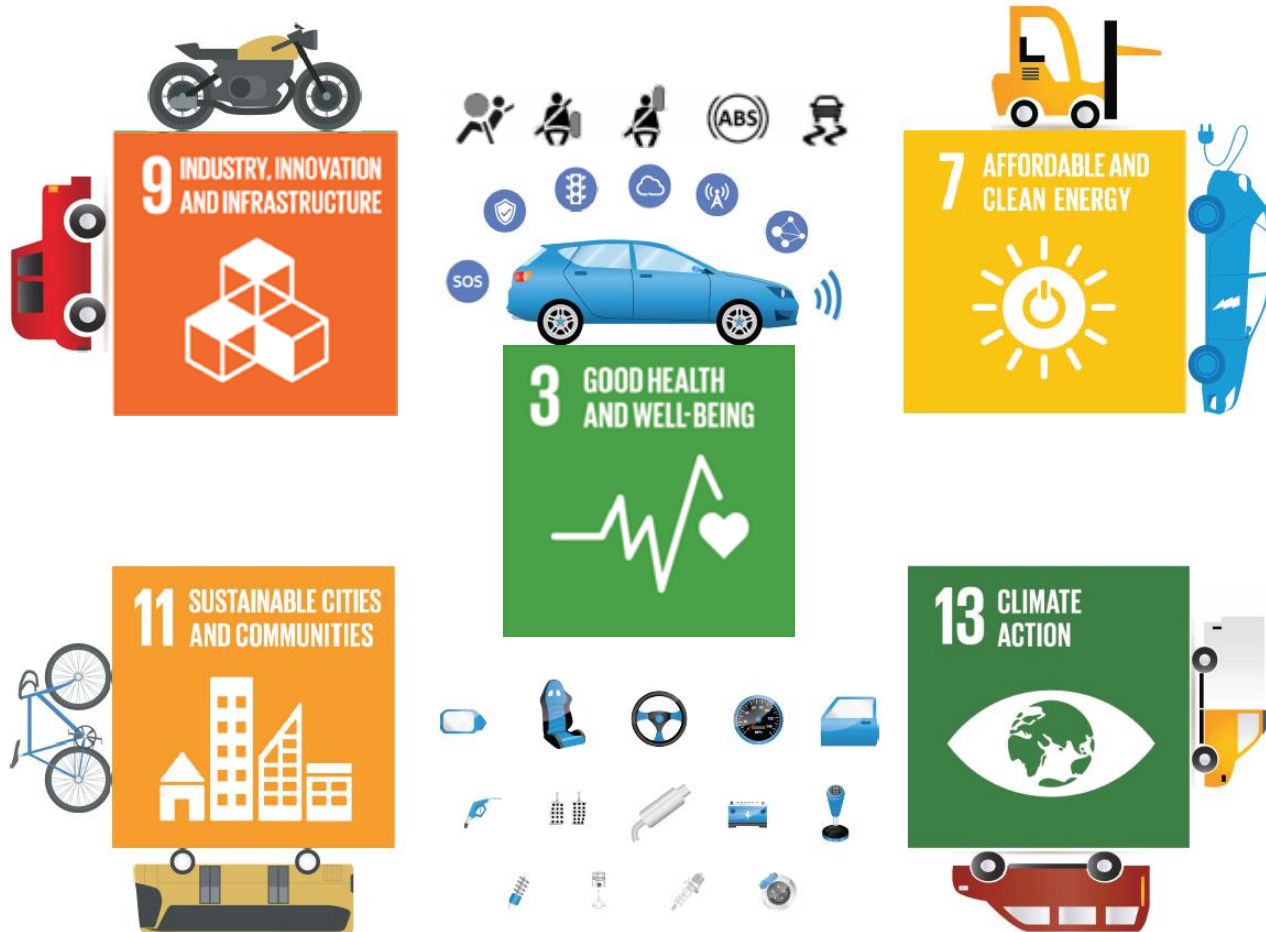 ABS
SOS
9 INDUSTRY, INNOVATION
AND INFRASTRUCTURE
7 AFFORDABLE AND
CLEAN ENERGY
3 GOOD HEALTH
AND WELL-BEING
11 SUSTAINABLE CITIES
AND COMMUNITIES
13 CLIMATE
ACTION